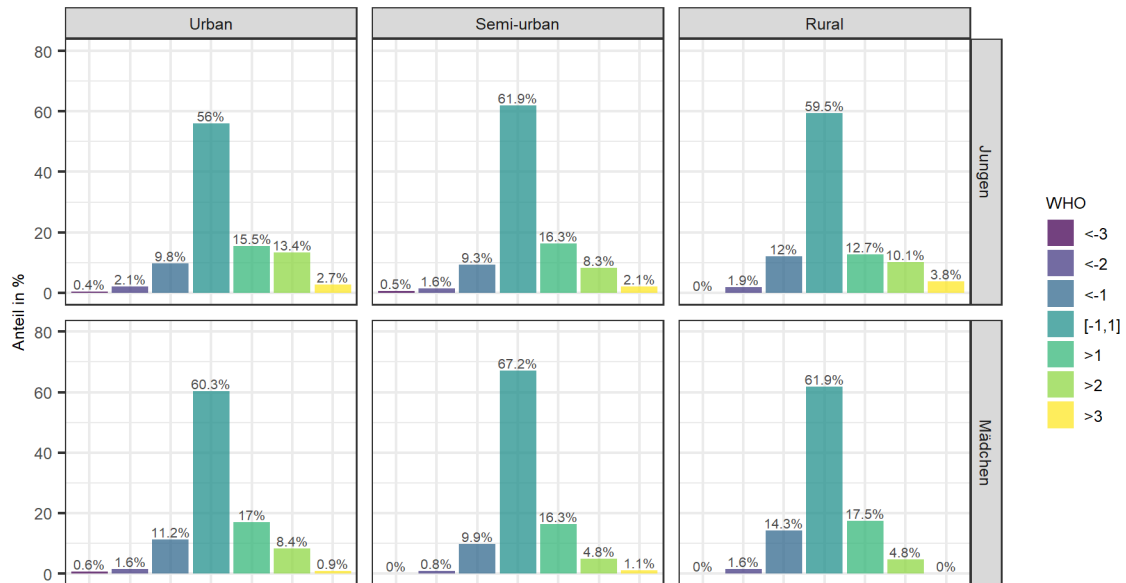 Urban Semi-urban Rural
80
60
40
20
0
0.4% 2.1% 9.8% 56% 15.5% 13.4% 2.7%
0.5% 1.6% 9.3% 61.9% 16.3% 8.3% 2.1%
0% 1.9% 12% 59.5% 12.7% 10.1% 3.8%
Jungen
80
60
40
20
0
0.6% 1.6% 11.2% 60.3% 17% 8.4% 0.9%
0% 0.8% 9.9% 67.2% 16.3% 4.8% 1.1%
0% 1.6% 14.3% 61.9% 17.5% 4.8% 0%
Mädchen
Anteil in %
WHO
<-3
<-2
<-1
[-1,1]
>1
>2
>3